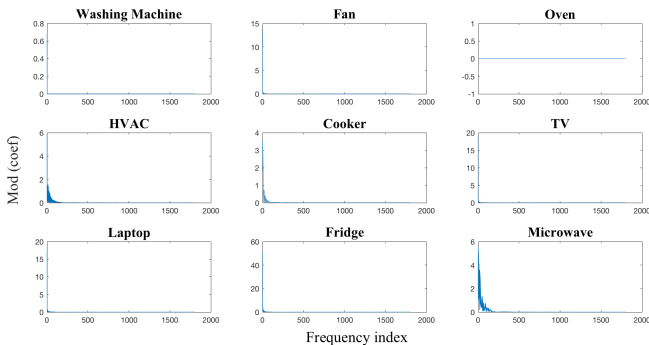 Washing Machine Fan Oven
0.8 15 1
0.6 10 0.5
0.4 0
0.2 5 -0.5
0 0 -1
0 500 1000 1500 2000 0 500 1000 1500 2000 0 500 1000 1500 2000
HVAC Cooker TV
6 4 20
4 3 15
2 10
2 1 5
0 0 0
0 500 1000 1500 2000 0 500 1000 1500 2000 0 500 1000 1500 2000
Mod (coef)
Laptop Fridge Microwave
20 60 6
15 40 4
10
5 20 2
0 0 0
0 500 1000 1500 2000 0 500 1000 1500 2000 0 500 1000 1500 2000
Frequency index